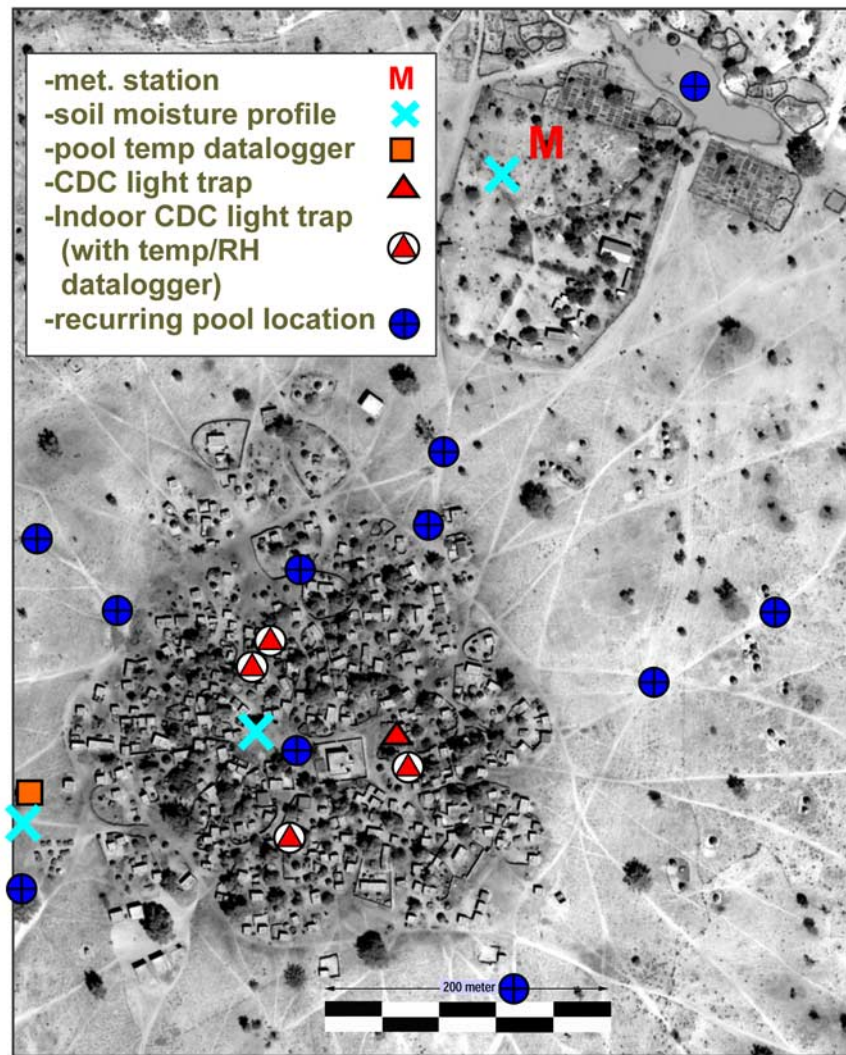 -met. station M
-soil moisture profile
-pool temp datalogger
-CDC light trap
-Indoor CDC light trap
(with temp/RH
datalogger)
-recurring pool location
M
200 meter